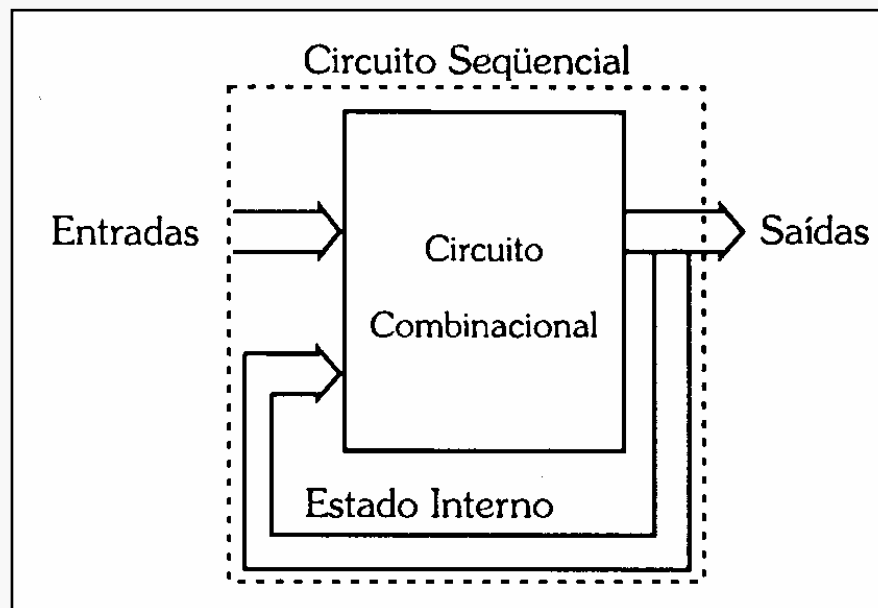 Circuito Seqüencial
Entradas
Saídas
Circuito
Combinacional
Estado Interno